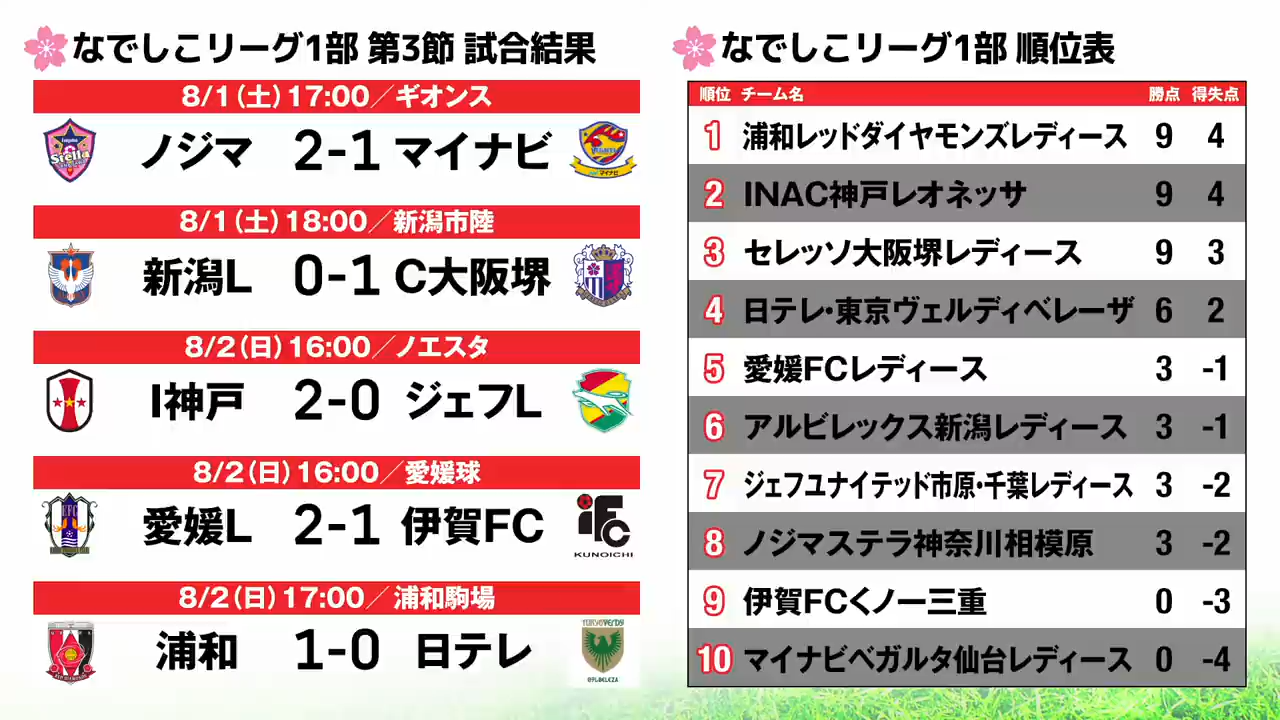 なでしこリーグ1部 第3節 試合結果
8/1(土)17:00/ギオンス
Stella
ノジマ 2-1 マイナビ
8/1(土)18:00/新潟市陸
新潟L 0-1 C大阪堺
8/2(日)16:00/ノエスタ
I神戸 2-0 ジェフL
8/2(日)16:00/愛媛球
EFC
愛媛L 2-1 伊賀FC
iFC
KUNOICHI
8/2(日)17:00/浦和駒場
浦和 1-0 日テレ
TOKYO VERDY
なでしこリーグ1部 順位表
順位 チーム名 勝点 得失点
1 浦和レッドダイヤモンズレディース 9 4
2 INAC神戸レオネッサ 9 4
3 セレッソ大阪堺レディース 9 3
4 日テレ・東京ヴェルディベレーザ 6 2
5 愛媛FCレディース 3 -1
6 アルビレックス新潟レディース 3 -1
7 ジェフユナイテッド市原・千葉レディース 3 -2
8 ノジマステラ神奈川相模原 3 -2
9 伊賀FCくノ一三重 0 -3
10 マイナビベガルタ仙台レディース 0 -4